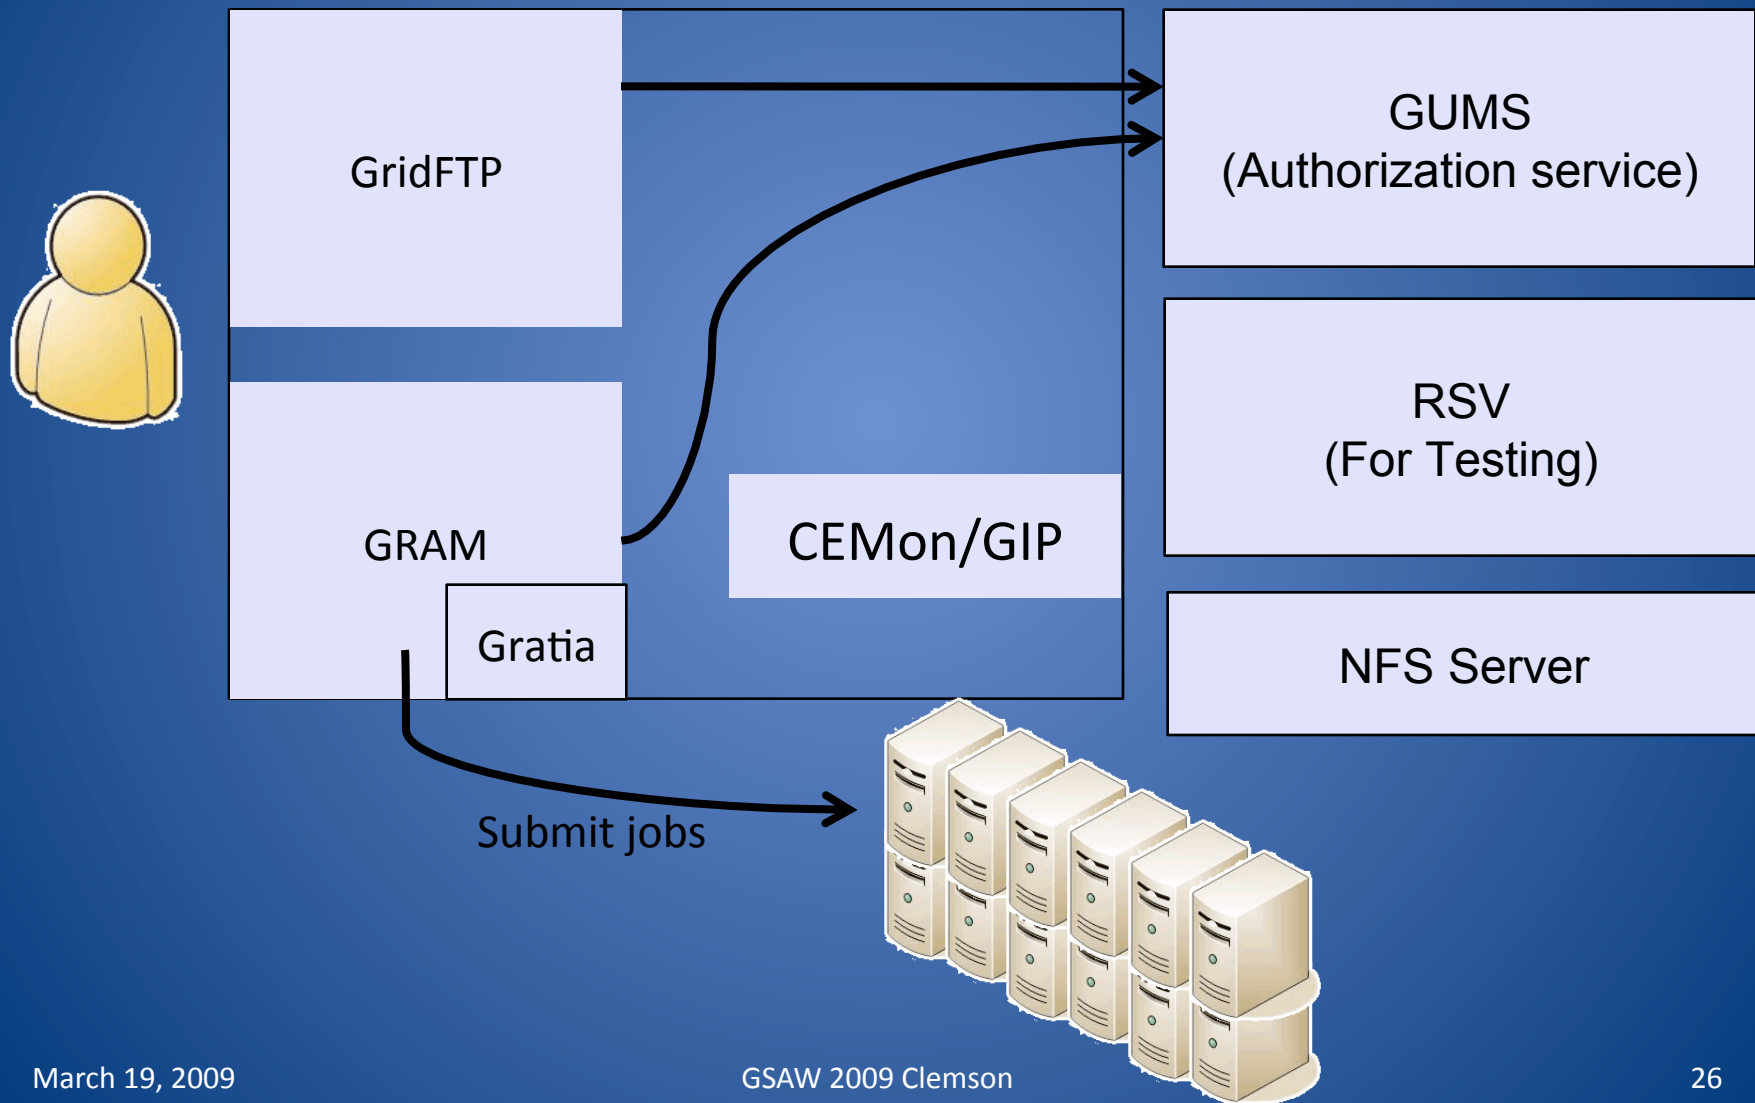 GridFTP
GUMS
(Authorization service)
RSV
(For Testing)
GRAM
CEMon/GIP
Gratia
NFS Server
Submit jobs
March 19, 2009
GSAW 2009 Clemson
26